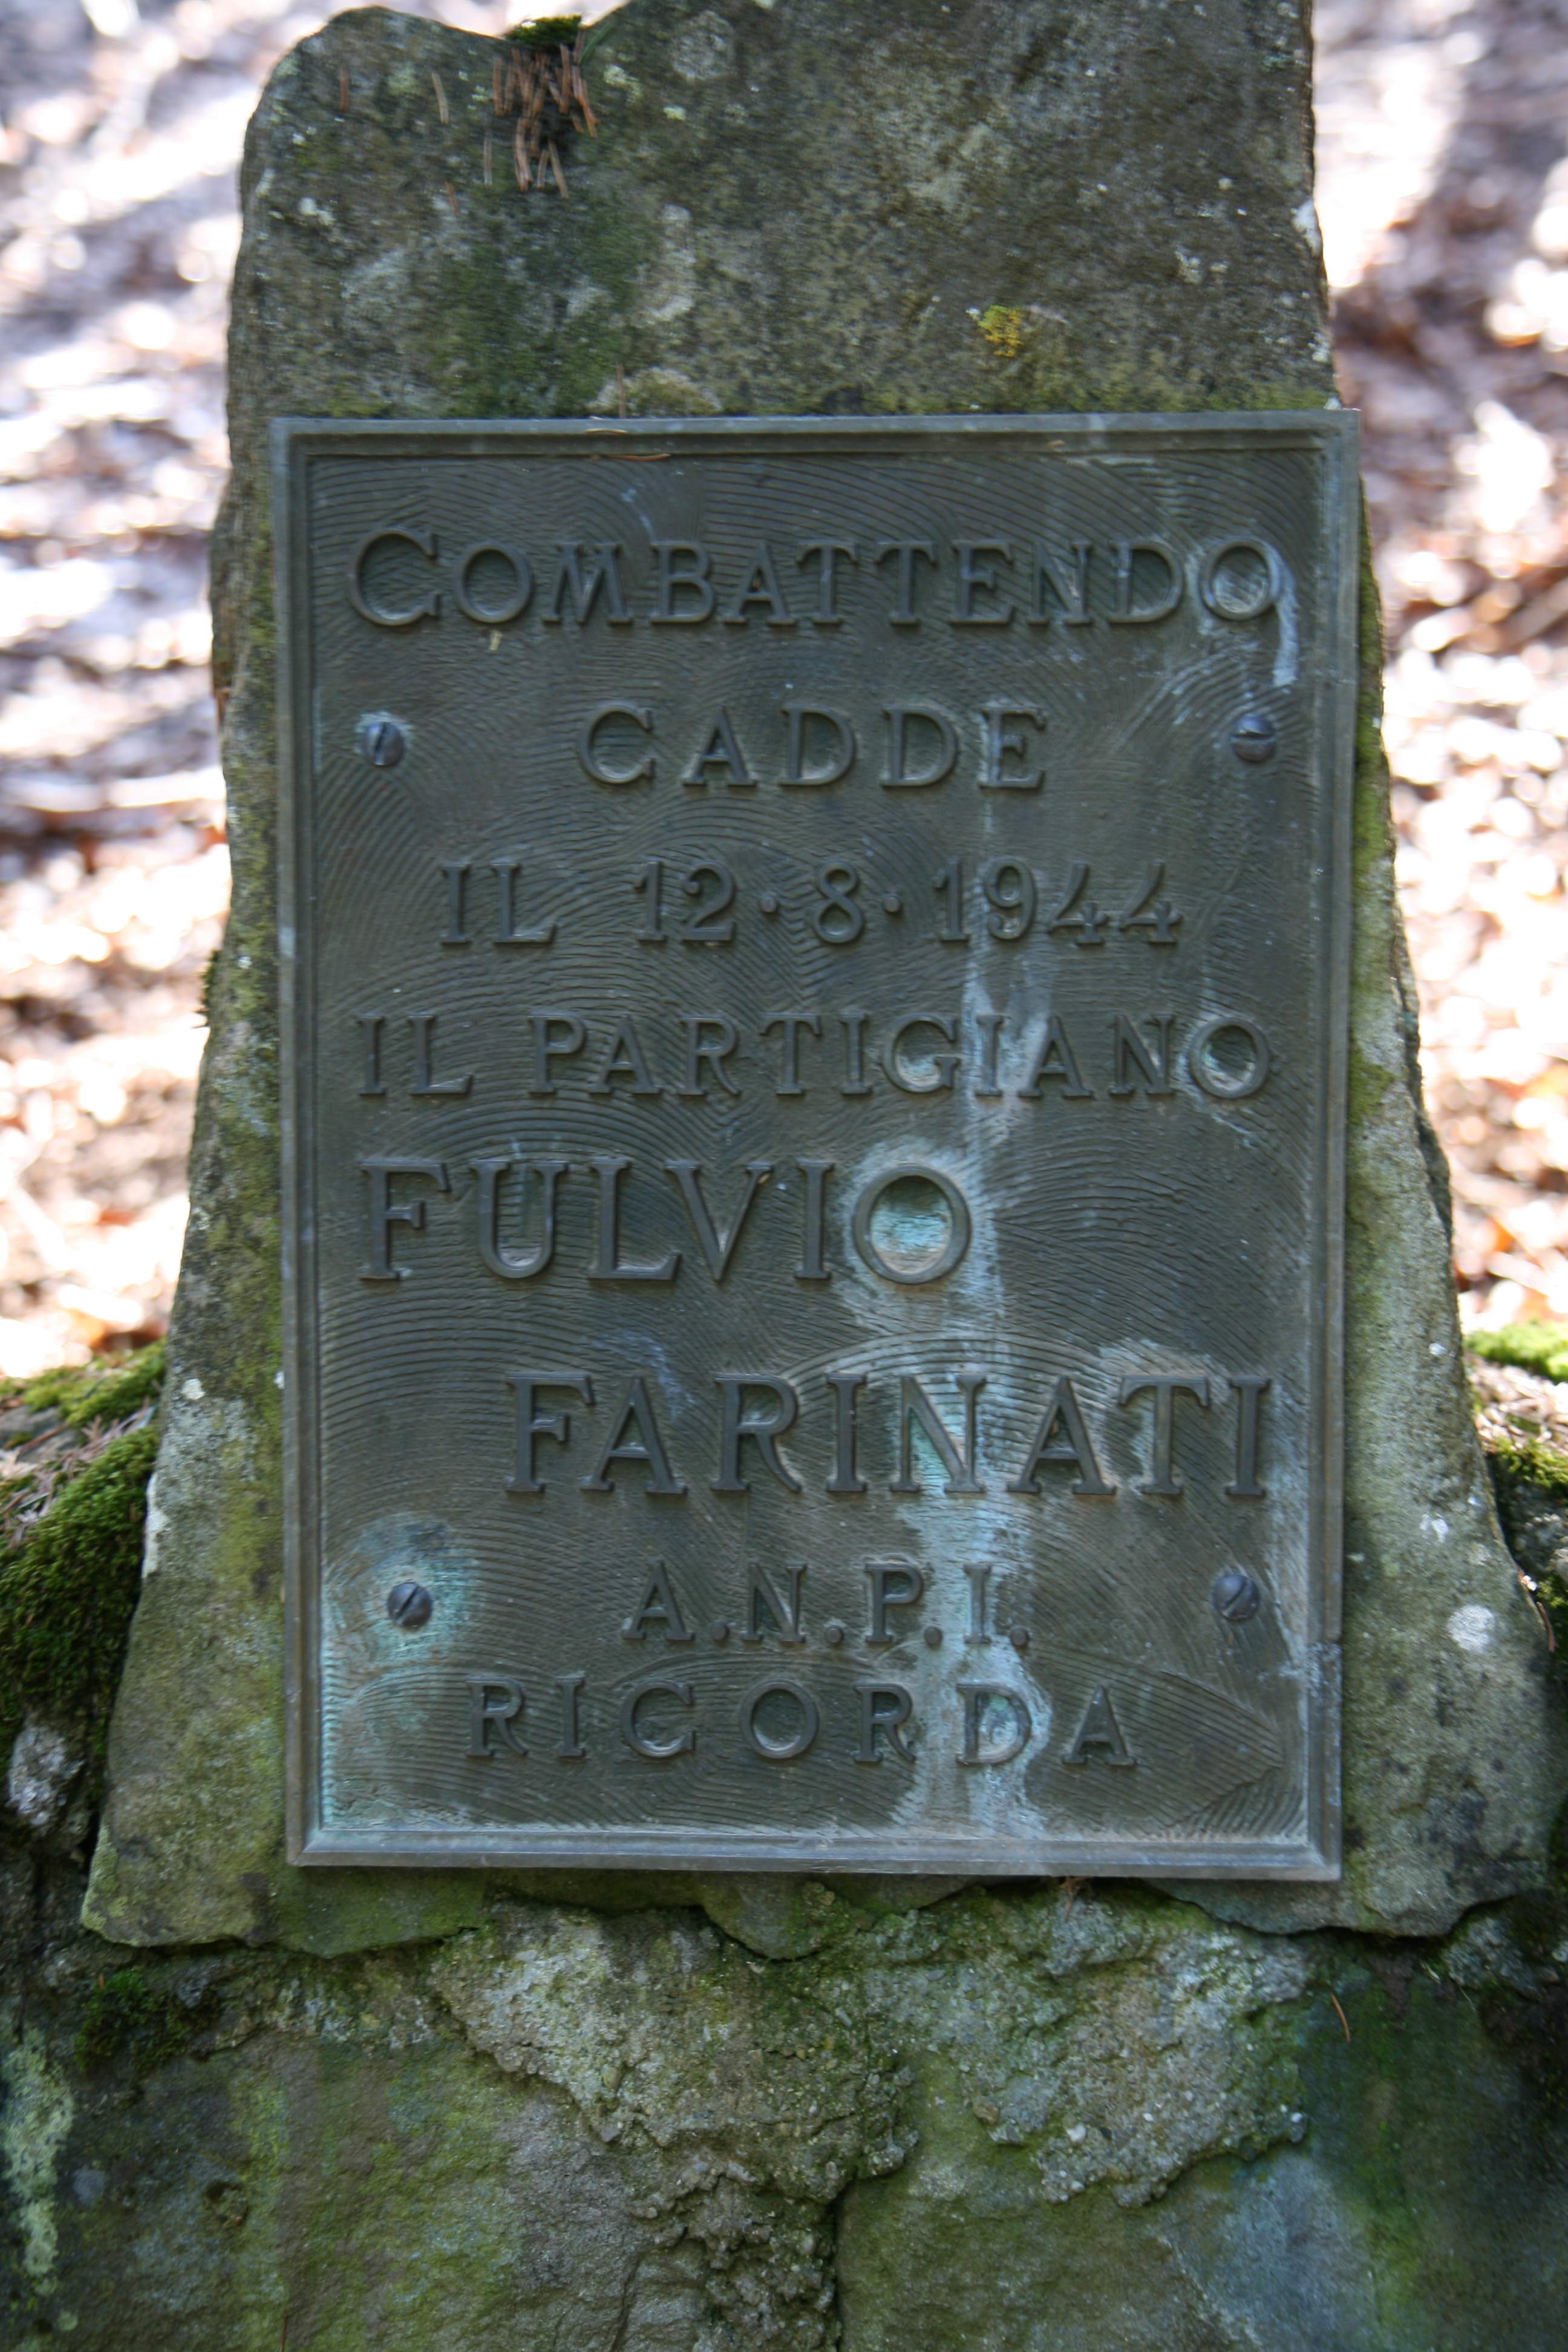 COMBATTENDO
CADDE
IL 12·8·1944
IL PARTIGIANO
FULVIO
FARINATI
A.N.P.I.
RICORDA